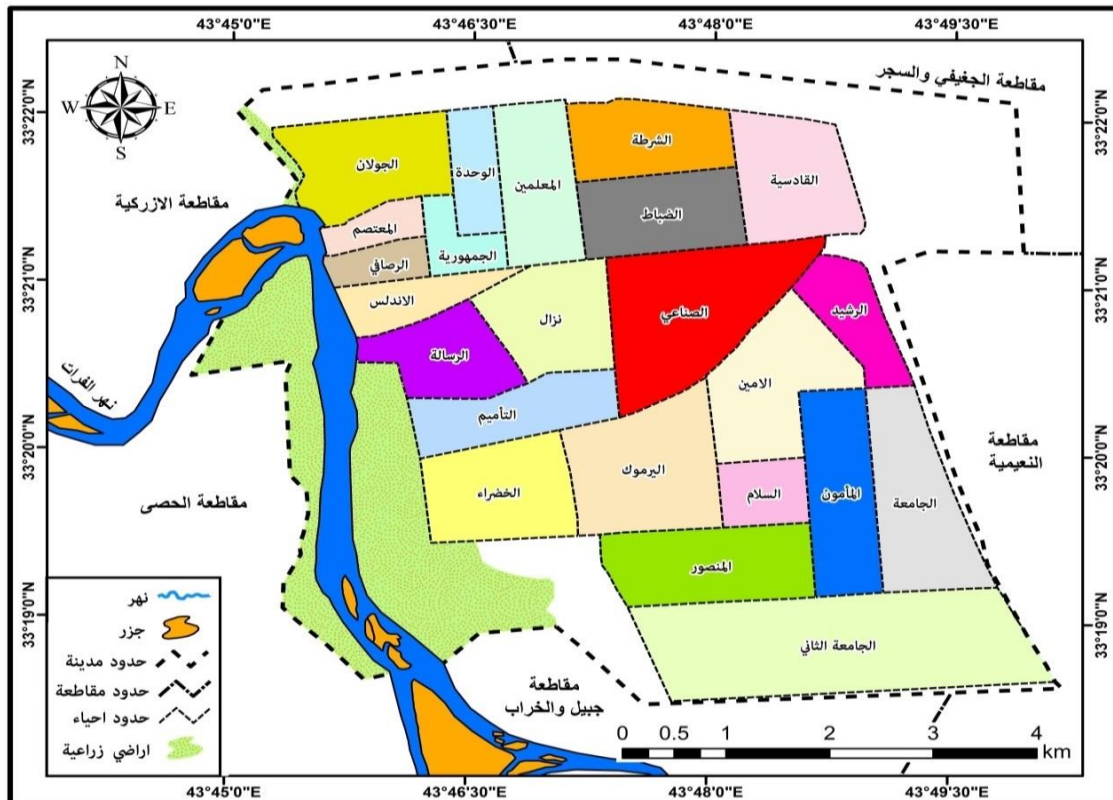 43°45'0"E 43°46'30"E 43°48'0"E 43°49'30"E
33°22'0"N 33°22'0"N
33°21'0"N 33°21'0"N
33°20'0"N 33°20'0"N
33°19'0"N 33°19'0"N
N
W E
S
مقاطعة الجغيفي والسجر
الشرطة
الجولان
الوحدة
المعلمين
القادسية
مقاطعة الازركية
الضباط
المعتصم
الجمهورية
الرصافي
الاندلس
نزال
الصناعي
الرشيد
الرسالة
نهر الفرات
الامين
التأميم
مقاطعة
النعيمية
مقاطعة الحصى
الخضراء
اليرموك
السلام
المأمون
الجامعة
المنصور
الجامعة الثاني
مقاطعة
جبيل والخراب
نهر
جزر
حدود مدينة
حدود مقاطعة
حدود احياء
اراضي زراعية
0 0.5 1 2 3 4
km
43°45'0"E 43°46'30"E 43°48'0"E 43°49'30"E